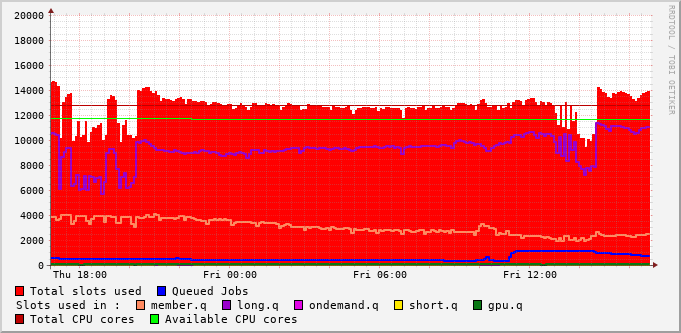 RRDTOOL / TOBI OETIKER
20000
18000
16000
14000
12000
10000
8000
6000
4000
2000
0
Thu 18:00 Fri 00:00 Fri 06:00 Fri 12:00
Total slots used Queued Jobs
Slots used in : member.q long.q ondemand.q short.q gpu.q
Total CPU cores Available CPU cores